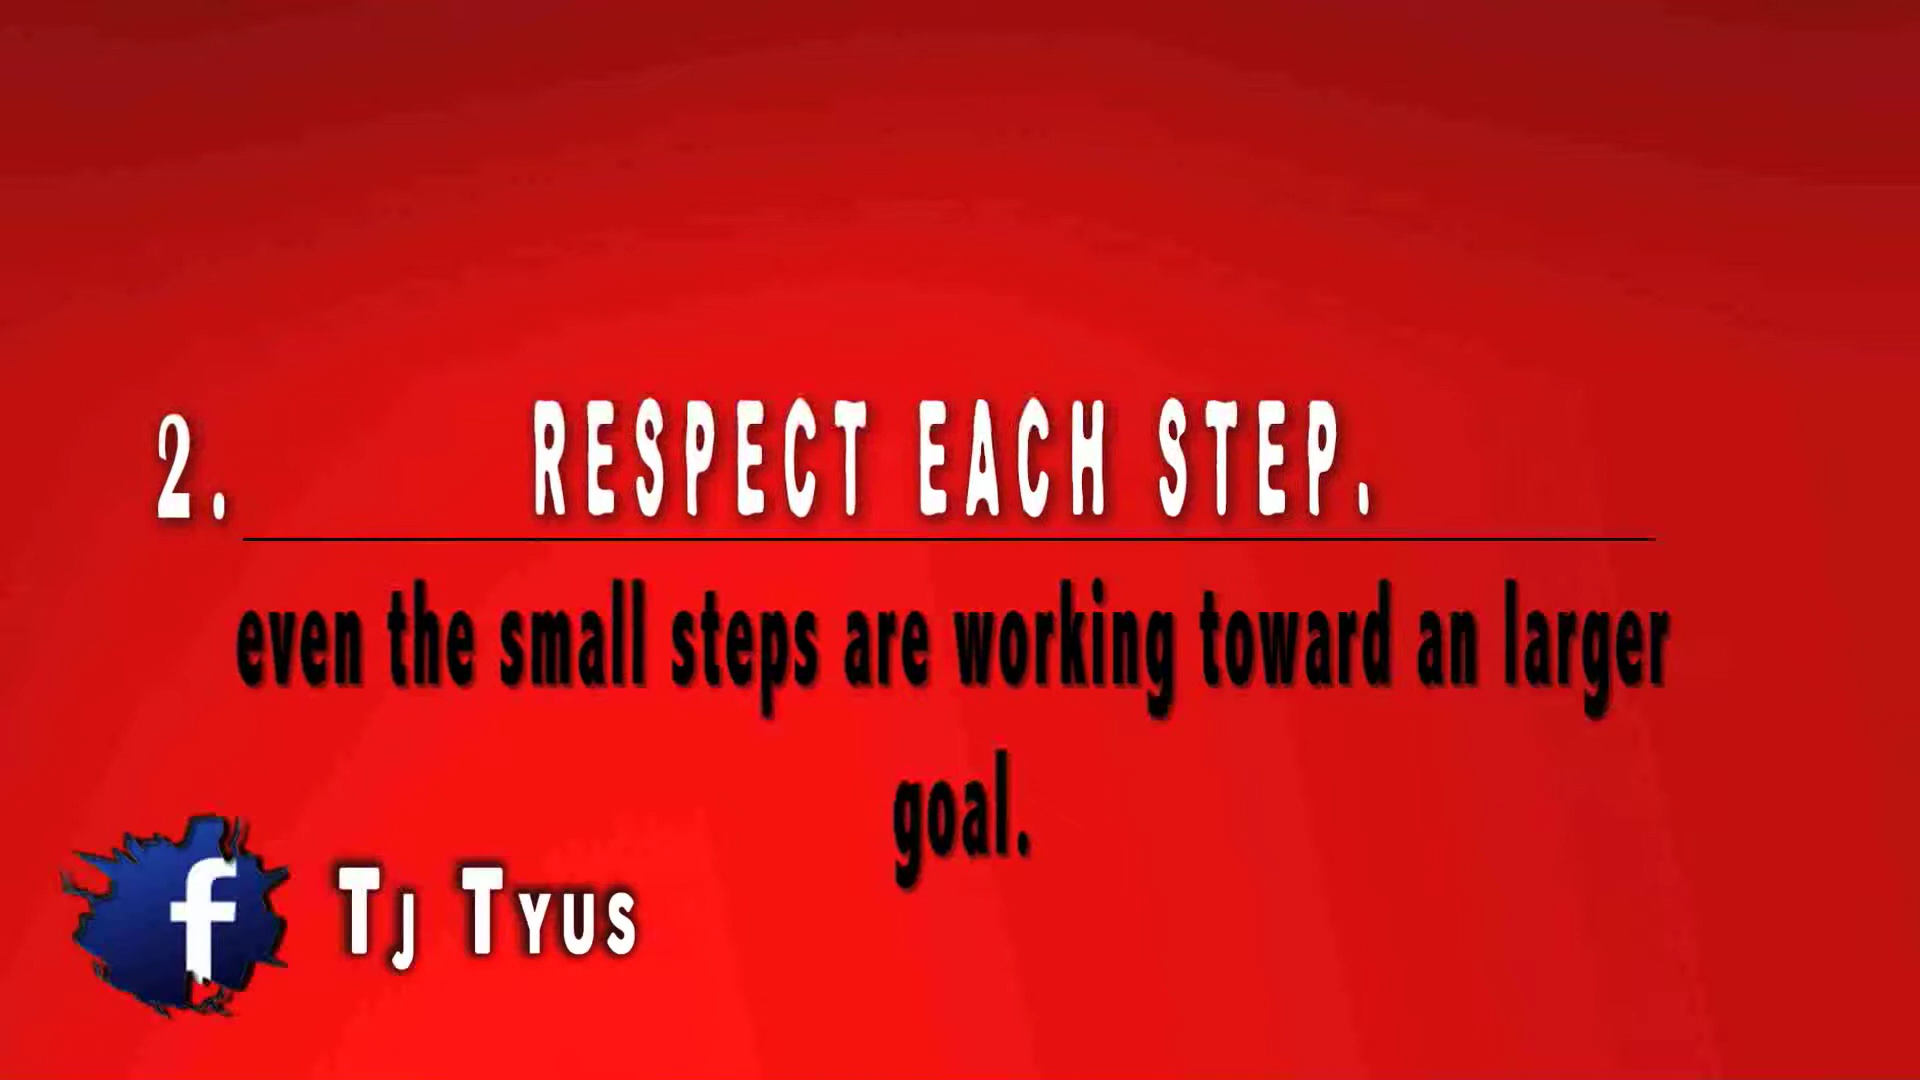 2. RESPECT EACH STEP.
even the small steps are working toward an larger
goal.
f TJ TYUS